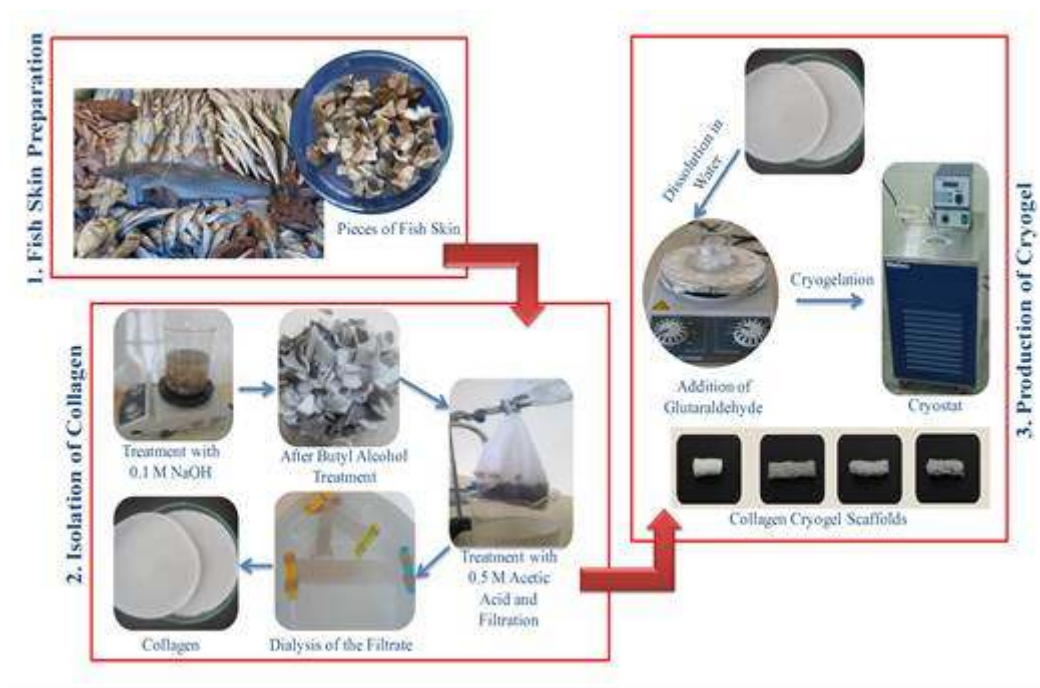 1. Fish Skin Preparation
Pieces of Fish Skin
2. Isolation of Collagen
Treatment with
0.1 M NaOH
After Butyl Alcohol
Treatment
Treatment with
0.5 M Acetic
Acid and
Filtration
Dialysis of the Filtrate
Collagen
3. Production of Cryogel
Dissolution in
Water
Addition of
Glutaraldehyde
Cryogelation
Cryostat
Collagen Cryogel Scaffolds